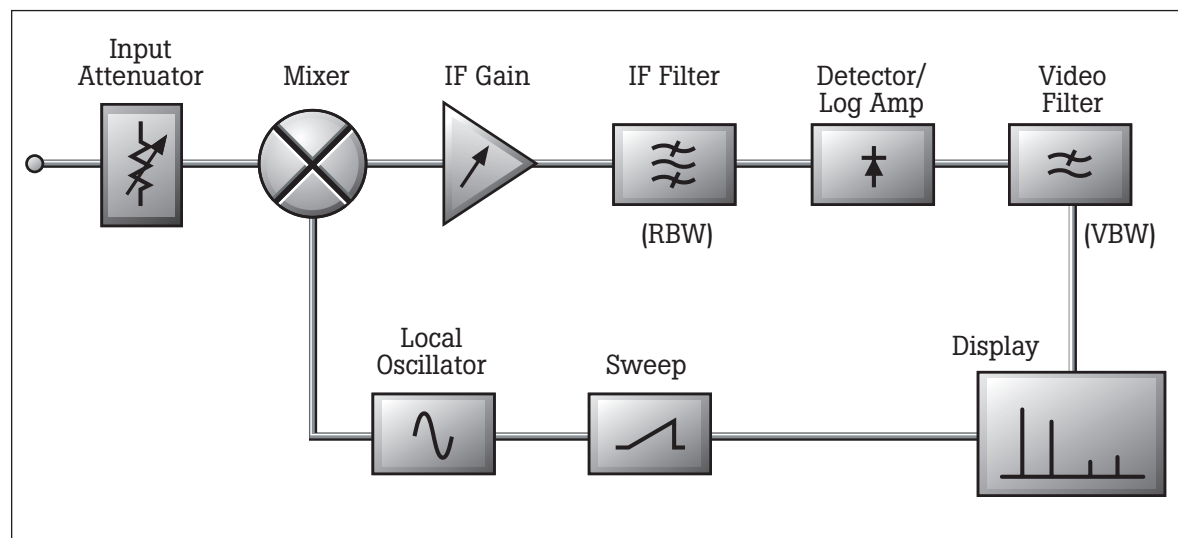 Input
Attenuator
Mixer
IF Gain
IF Filter
Detector/
Log Amp
Video
Filter
(RBW)
(VBW)
Local
Oscillator
Sweep
Display